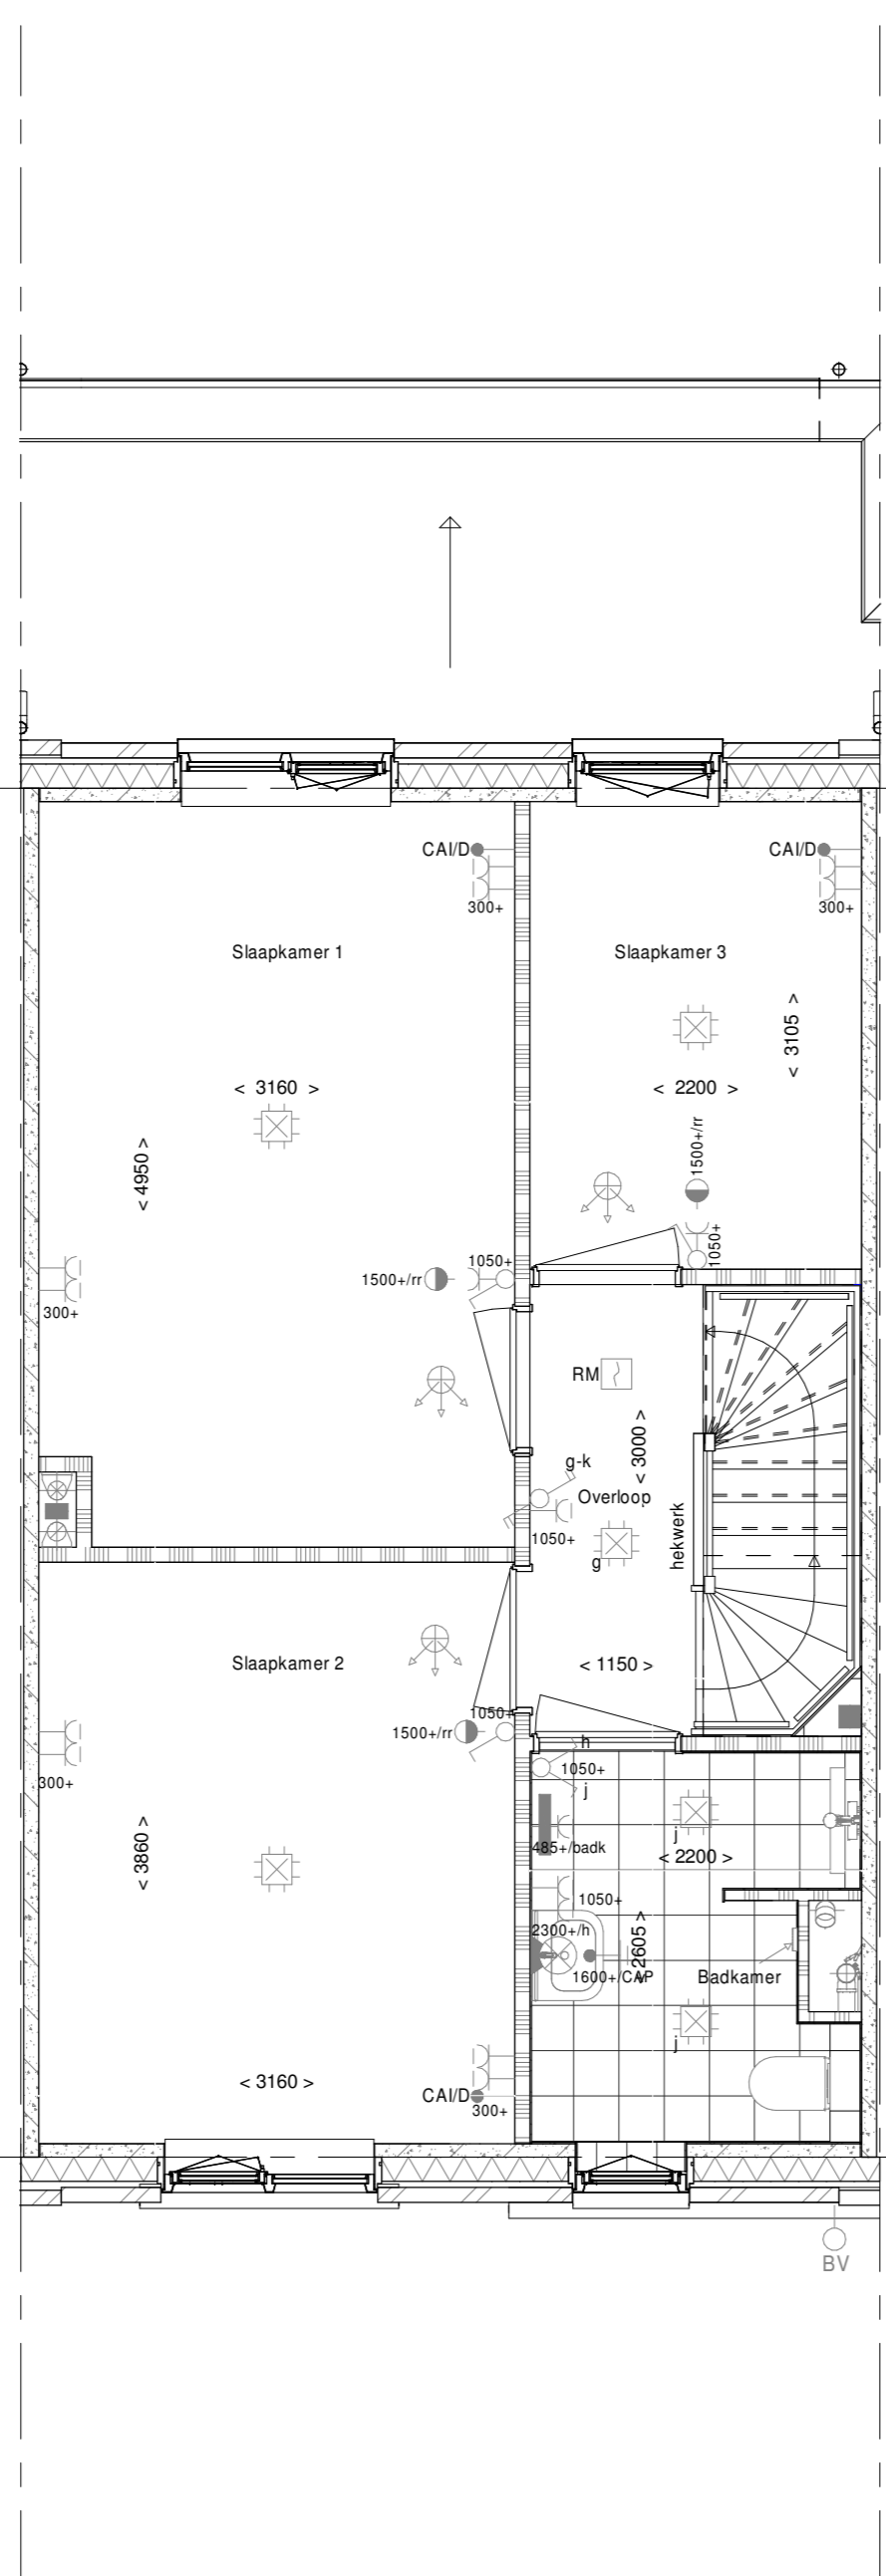 CAI/D
300+
CAI/D
300+
Slaapkamer 1
Slaapkamer 3
< 3105 >
< 3160 >
< 2200 >
1500+/rr
< 4950 >
1050+
1050+
1500+/rr
300+
RM
< 3000 >
g-k
Overloop
hekwerk
1050+
g
Slaapkamer 2
< 1150 >
1050+
1500+/rr
h
1050+
300+
j
j
485+/badk
< 2200 >
< 3860 >
1050+
2300+/h
< 2605 >
1600+/CAP
Badkamer
j
< 3160 >
CAI/D
300+
BV